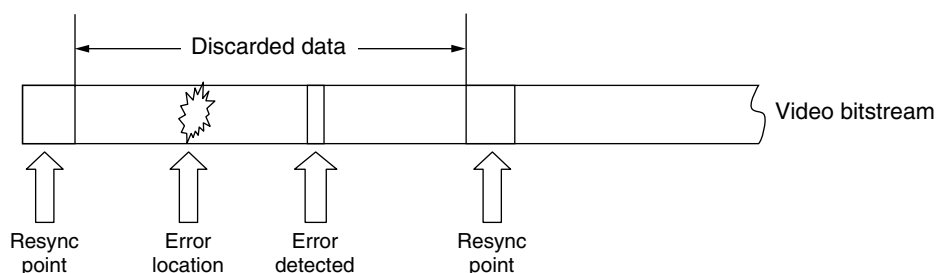 Discarded data
Video bitstream
Resync
point
Error
location
Error
detected
Resync
point